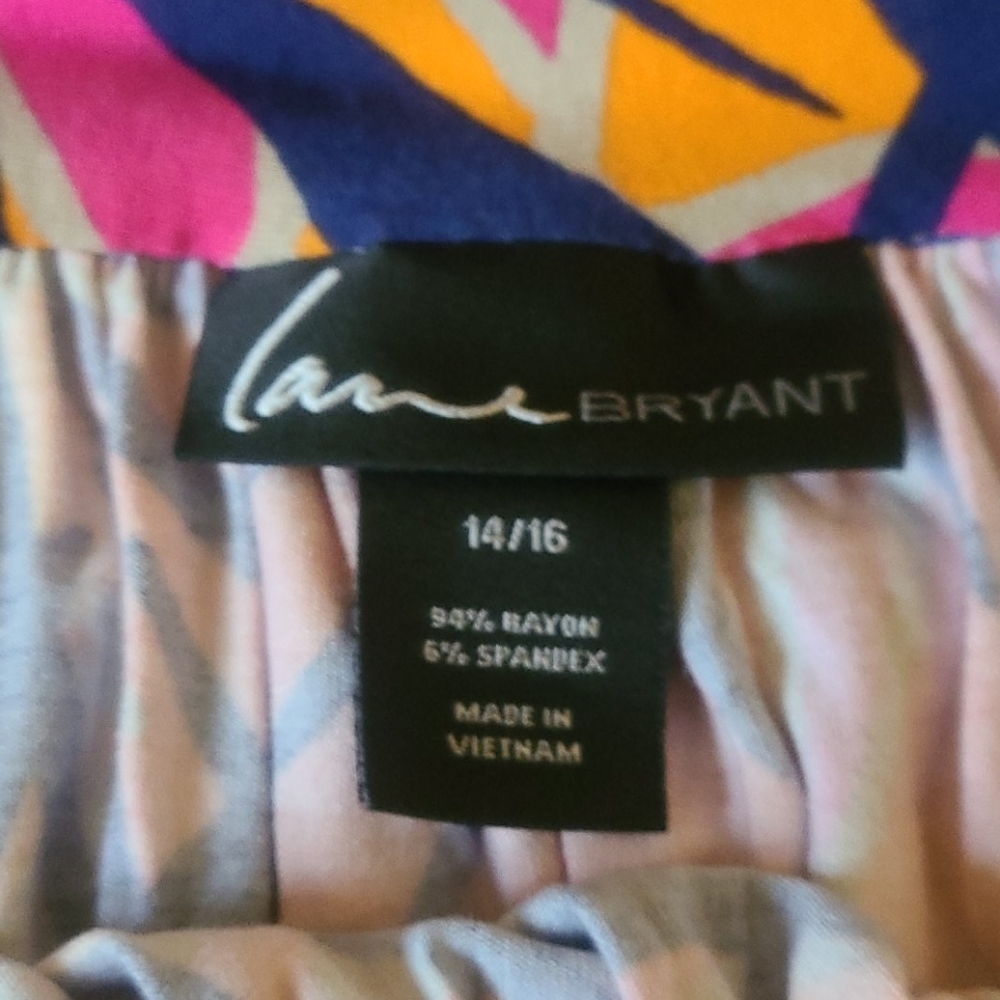 lane BRYANT
14/16
94% RAYON
6% SPANDEX
MADE IN
VIETNAM